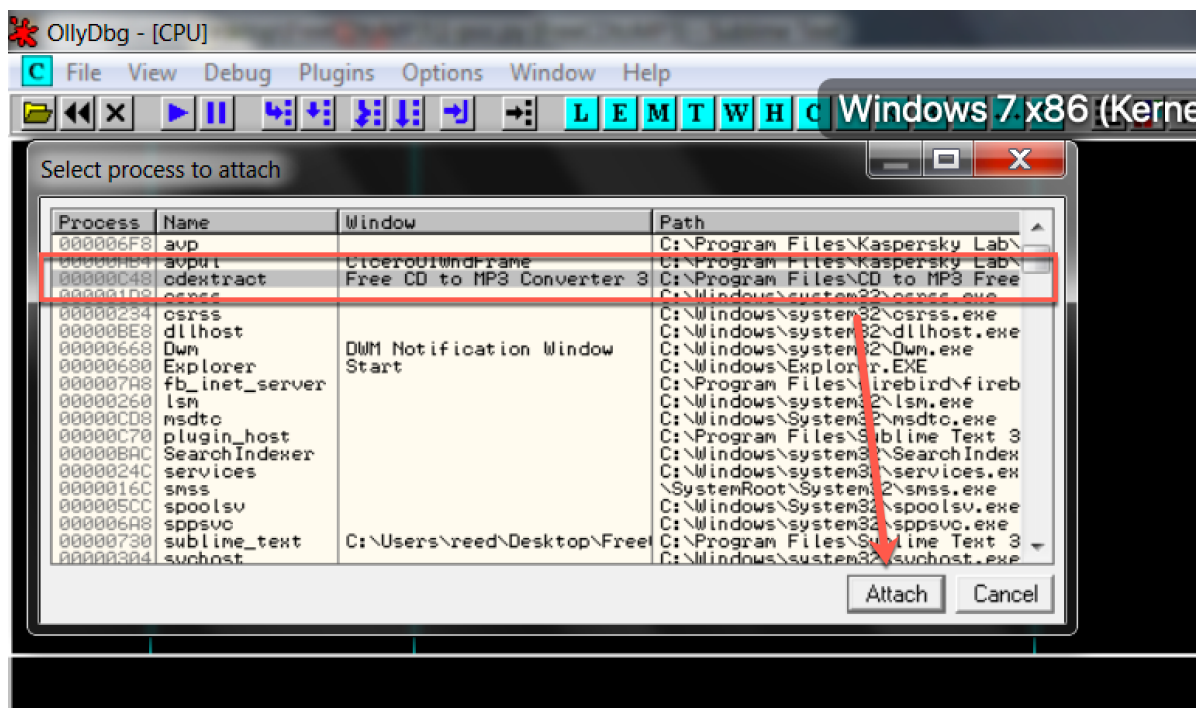 OllyDbg - [CPU]
C File View Debug Plugins Options Window Help
L E M T W H C Windows 7 x86 (Kerne
Select process to attach
Process Name Window Path
000006F8 avp C:\Program Files\Kaspersky Lab\
00000AB4 avpui CiceroUIWndFrame C:\Program Files\Kaspersky Lab\
00000C48 cdextract Free CD to MP3 Converter 3 C:\Program Files\CD to MP3 Free
000001D8 csrss C:\Windows\system32\csrss.exe
00000234 csrss C:\Windows\system32\csrss.exe
00000BE8 dllhost C:\Windows\system32\dllhost.exe
00000668 Dwm DWM Notification Window C:\Windows\system32\Dwm.exe
00000680 Explorer Start C:\Windows\Explorer.EXE
000007A8 fb_inet_server C:\Program Files\firebird\fireb
00000260 lsm C:\Windows\system32\lsm.exe
00000CD8 msdtc C:\Windows\System32\msdtc.exe
00000C70 plugin_host C:\Program Files\Sublime Text 3
00000BAC SearchIndexer C:\Windows\system32\SearchIndex
0000024C services C:\Windows\system32\services.ex
0000016C smss \SystemRoot\System32\smss.exe
000005CC spoolsv C:\Windows\System32\spoolsv.exe
000006A8 sppsvc C:\Windows\system32\sppsvc.exe
00000730 sublime_text C:\Users\reed\Desktop\Free C:\Program Files\Sublime Text 3
00000304 svchost C:\Windows\system32\svchost.exe
Attach Cancel